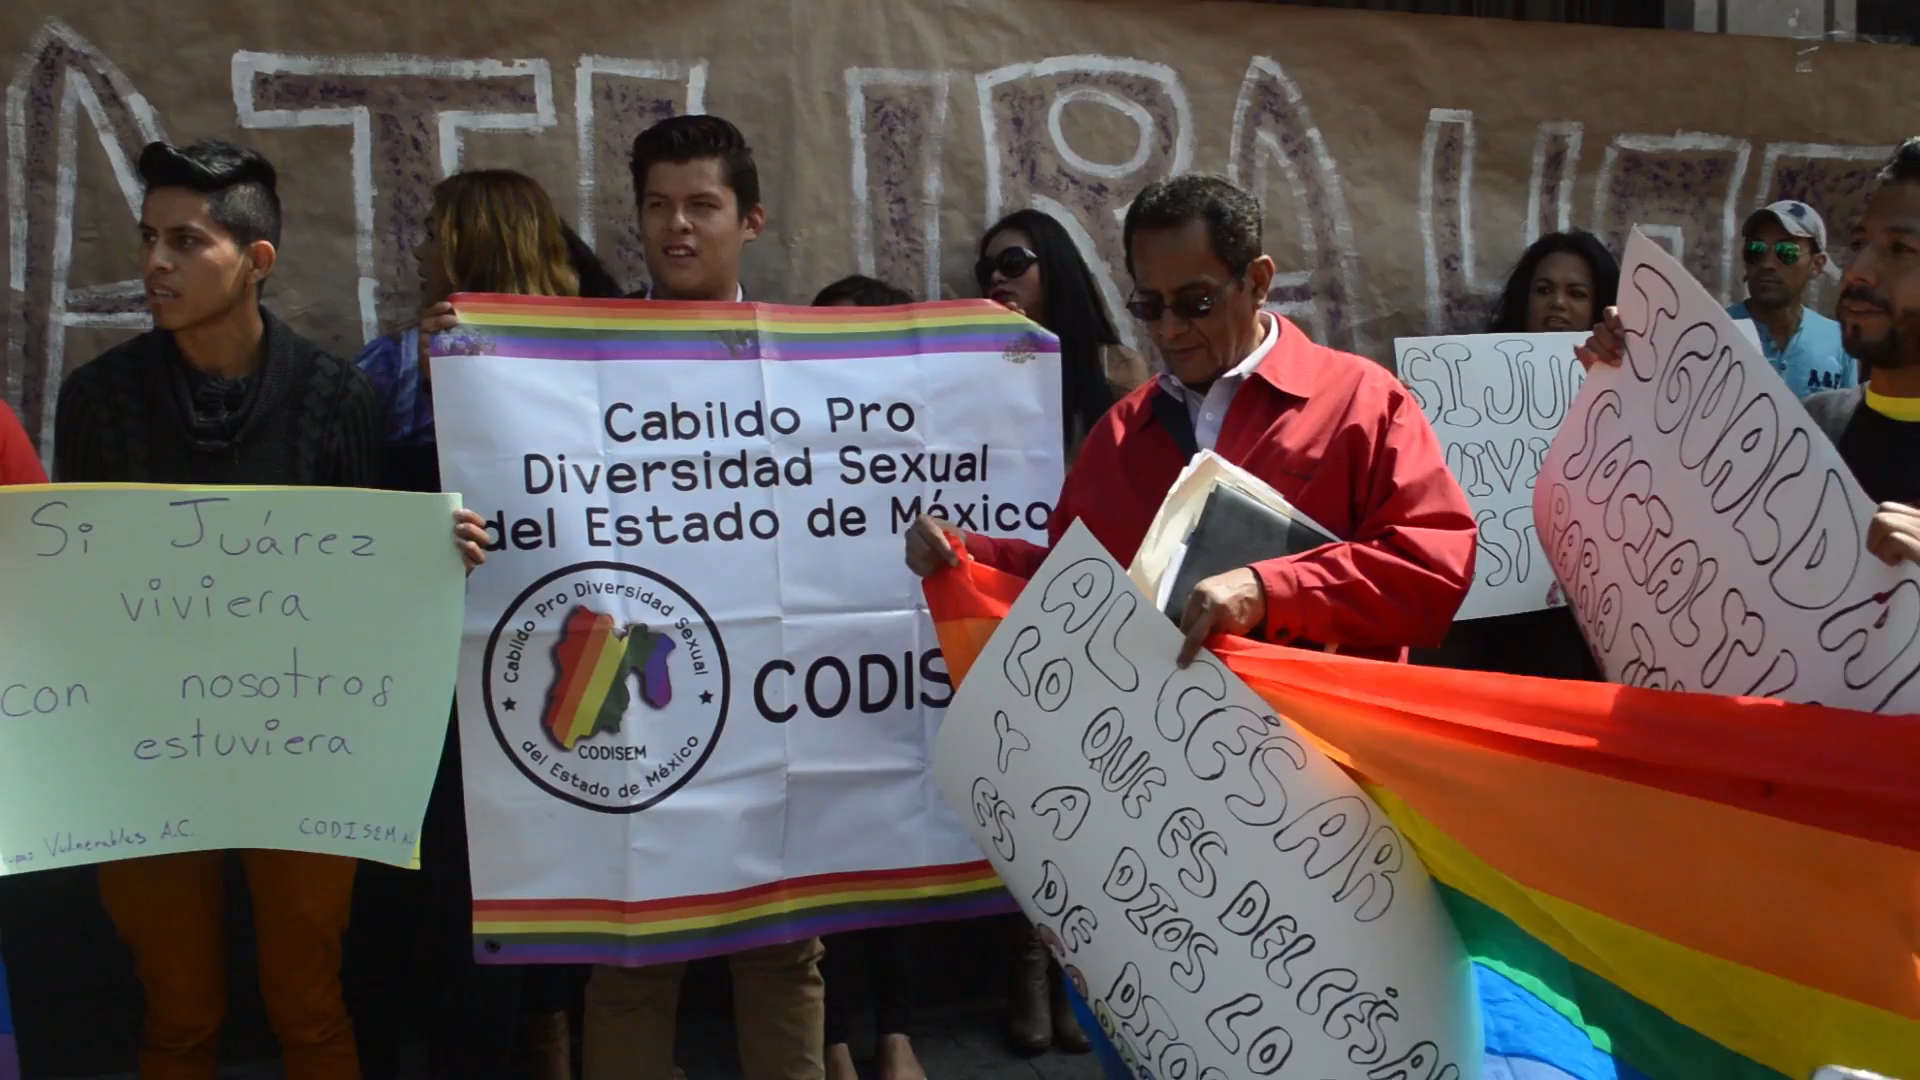 Si Juárez
viviera
con nosotros
estuviera
Vulnerables A.C.
CODISEM
Cabildo Pro
Diversidad Sexual
del Estado de México
Cabildo Pro Diversidad Sexual
CODISEM
del Estado de México
AL CÉSAR
LO QUE ES DEL CÉSAR
Y A DIOS LO
ES DE DIOS
SI
IGUALDAD
SOCIAL Y
PARA